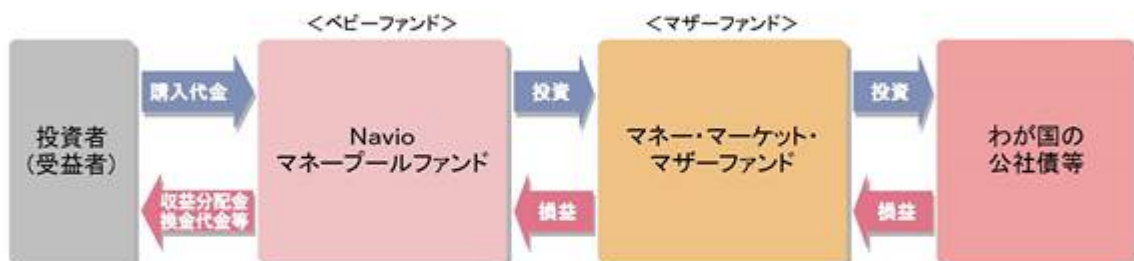 ＜ベビーファンド＞
＜マザーファンド＞
投資者
(受益者)
購入代金
収益分配金
換金代金等
Navio
マネープールファンド
投資
損益
マネー・マーケット・
マザーファンド
投資
損益
わが国の
公社債等